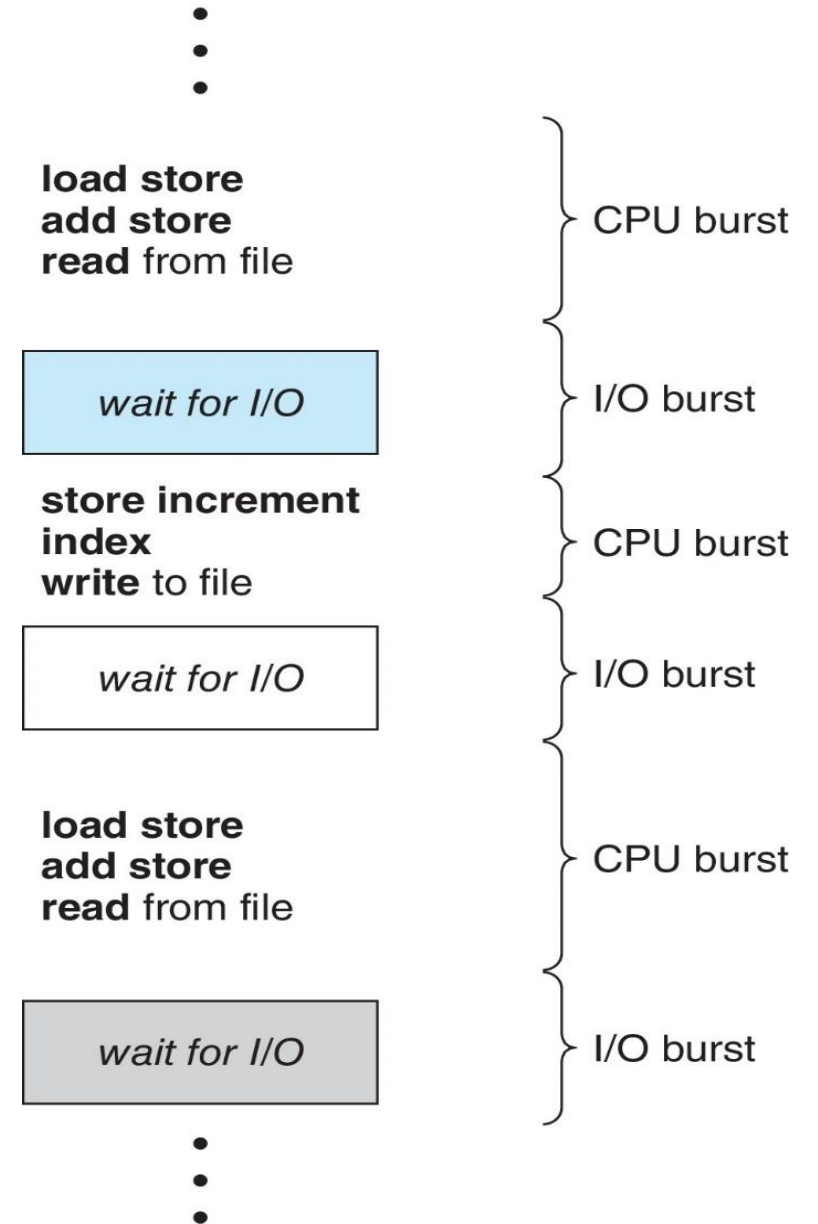 load store
add store
read from file
CPU burst
wait for I/O
I/O burst
store increment
index
write to file
CPU burst
wait for I/O
I/O burst
load store
add store
read from file
CPU burst
wait for I/O
I/O burst